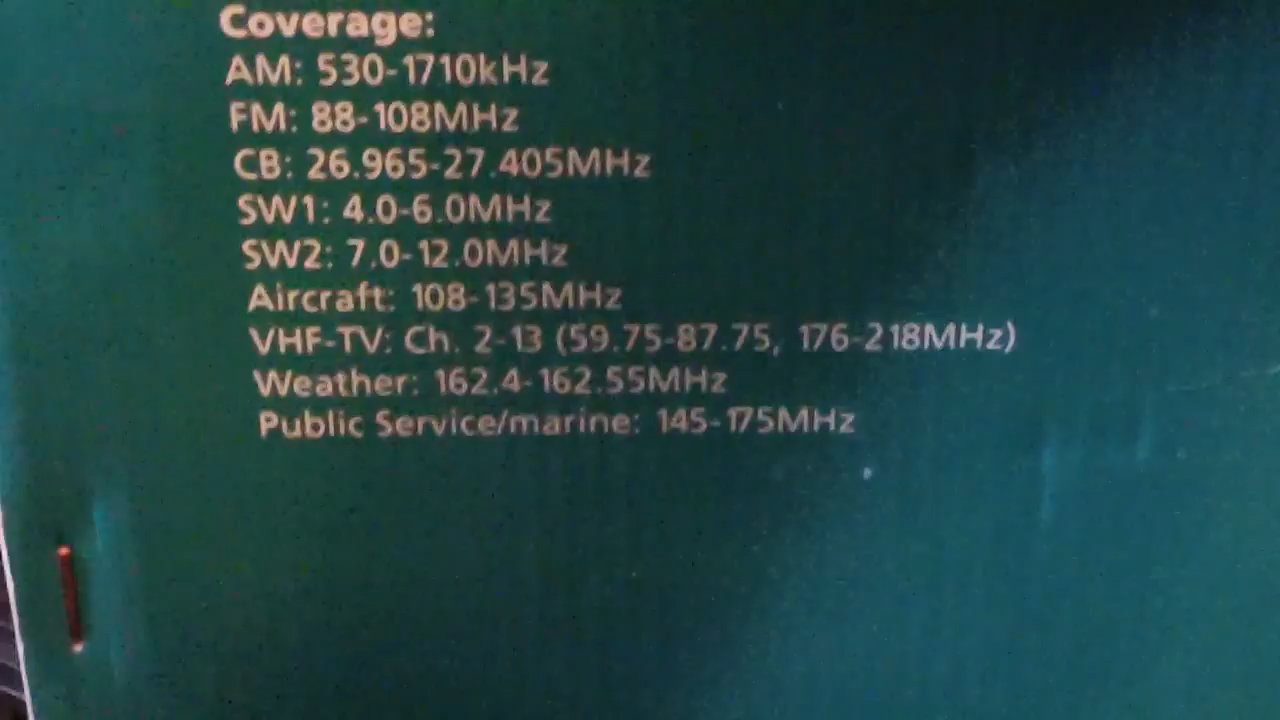 Coverage:
AM: 530-1710kHz
FM: 88-108MHz
CB: 26.965-27.405MHz
SW1: 4.0-6.0MHz
SW2: 7.0-12.0MHz
Aircraft: 108-135MHz
VHF-TV: Ch. 2-13 (59.75-87.75, 176-218MHz)
Weather: 162.4-162.55MHz
Public Service/marine: 145-175MHz